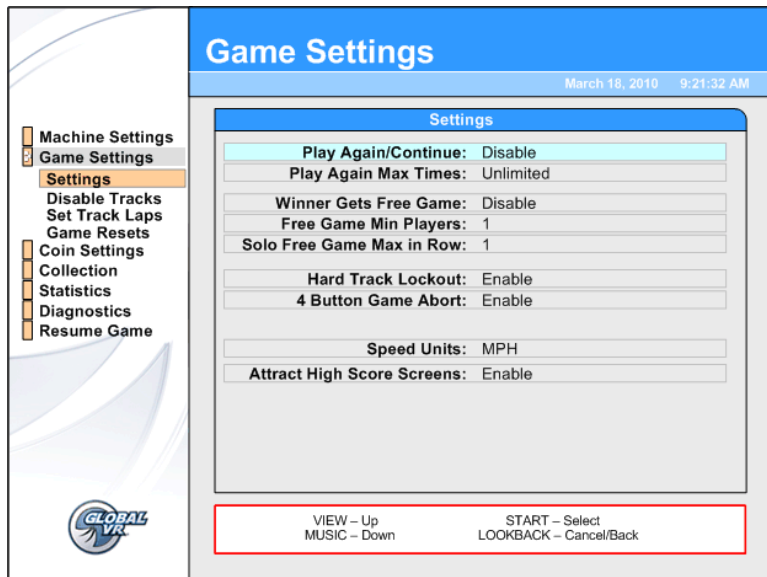 Game Settings
March 18, 2010 9:21:32 AM
Machine Settings
Game Settings
Settings
Disable Tracks
Set Track Laps
Game Resets
Coin Settings
Collection
Statistics
Diagnostics
Resume Game
GLOBAL
VR
Settings
Play Again/Continue: Disable
Play Again Max Times: Unlimited
Winner Gets Free Game: Disable
Free Game Min Players: 1
Solo Free Game Max in Row: 1
Hard Track Lockout: Enable
4 Button Game Abort: Enable
Speed Units: MPH
Attract High Score Screens: Enable
VIEW – Up START – Select
MUSIC – Down LOOKBACK – Cancel/Back